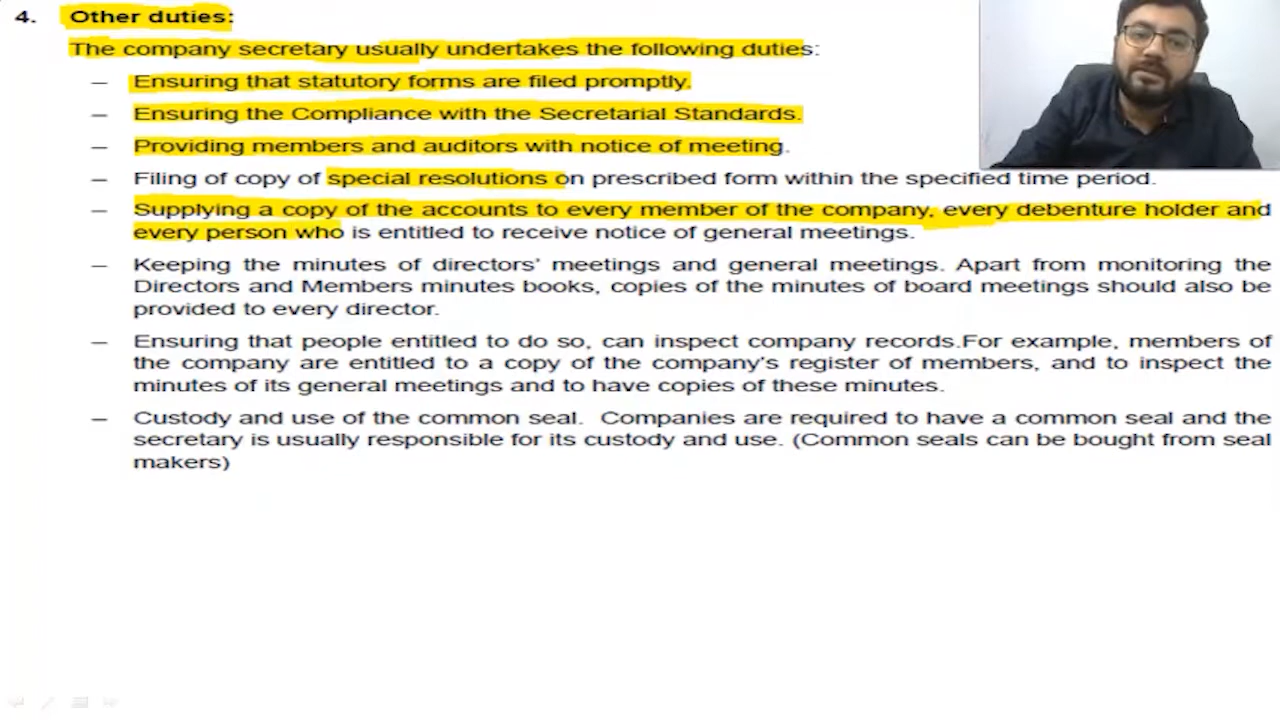 4. Other duties:
The company secretary usually undertakes the following duties:
– Ensuring that statutory forms are filed promptly.
– Ensuring the Compliance with the Secretarial Standards.
– Providing members and auditors with notice of meeting.
– Filing of copy of special resolutions on prescribed form within the specified time period.
– Supplying a copy of the accounts to every member of the company, every debenture holder and
every person who is entitled to receive notice of general meetings.
– Keeping the minutes of directors' meetings and general meetings. Apart from monitoring the
Directors and Members minutes books, copies of the minutes of board meetings should also be
provided to every director.
– Ensuring that people entitled to do so, can inspect company records.For example, members of
the company are entitled to a copy of the company's register of members, and to inspect the
minutes of its general meetings and to have copies of these minutes.
– Custody and use of the common seal. Companies are required to have a common seal and the
secretary is usually responsible for its custody and use. (Common seals can be bought from seal
makers)